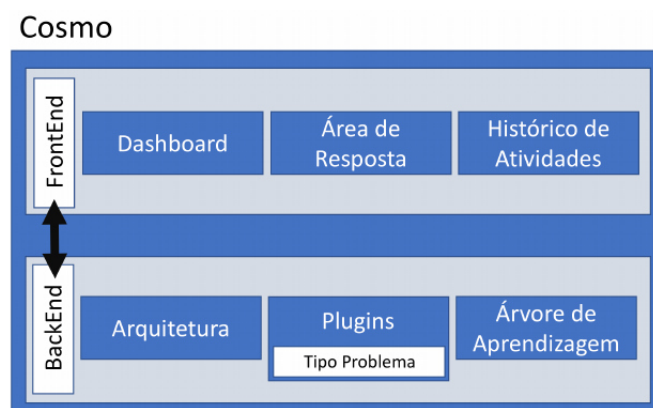 Cosmo
FrontEnd
Dashboard
Área de
Resposta
Histórico de
Atividades
BackEnd
Arquitetura
Plugins
Tipo Problema
Árvore de
Aprendizagem